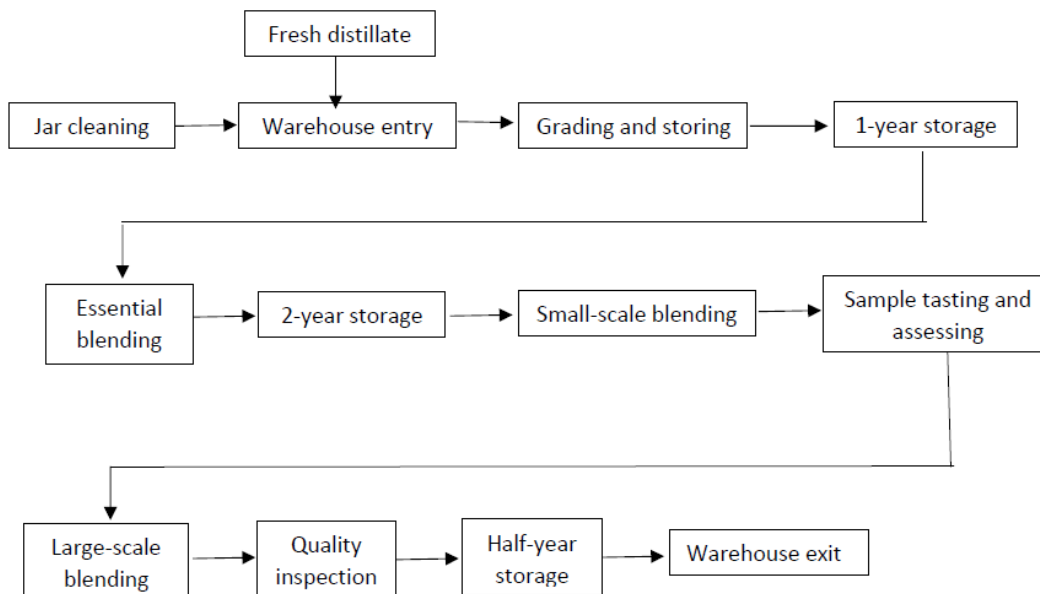 Fresh distillate
Jar cleaning
Warehouse entry
Grading and storing
1-year storage
Essential
blending
2-year storage
Small-scale blending
Sample tasting and
assessing
Large-scale
blending
Quality
inspection
Half-year
storage
Warehouse exit